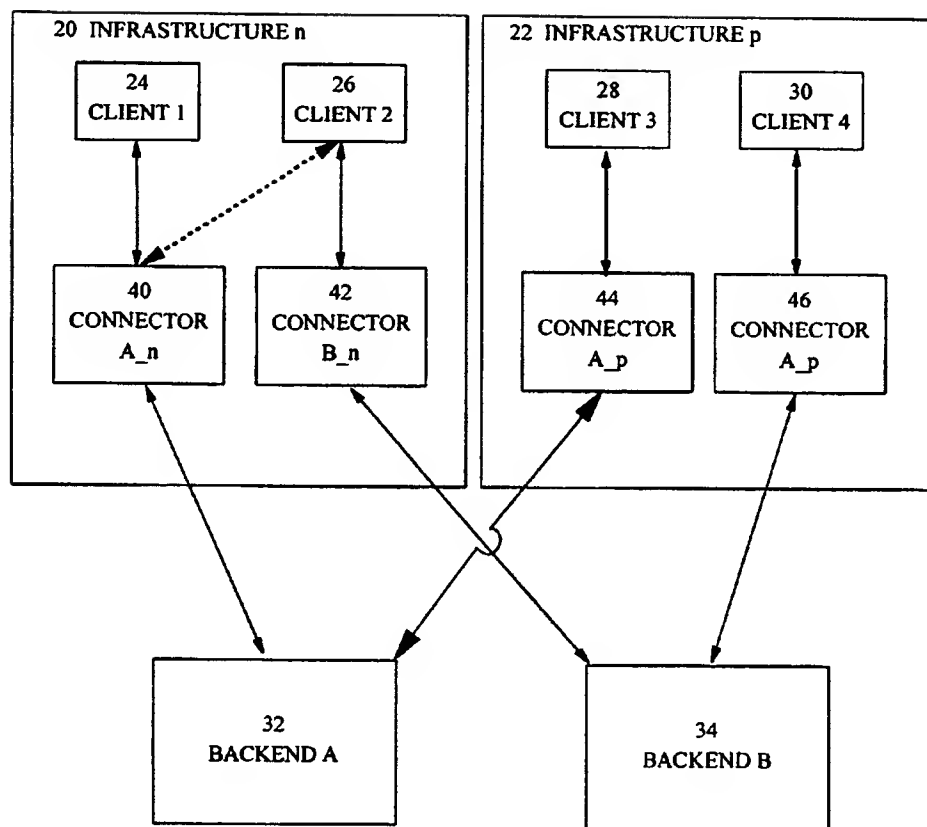 20 INFRASTRUCTURE n
24
CLIENT 1
26
CLIENT 2
40
CONNECTOR
A_n
42
CONNECTOR
B_n
22 INFRASTRUCTURE p
28
CLIENT 3
30
CLIENT 4
44
CONNECTOR
A_p
46
CONNECTOR
A_p
32
BACKEND A
34
BACKEND B